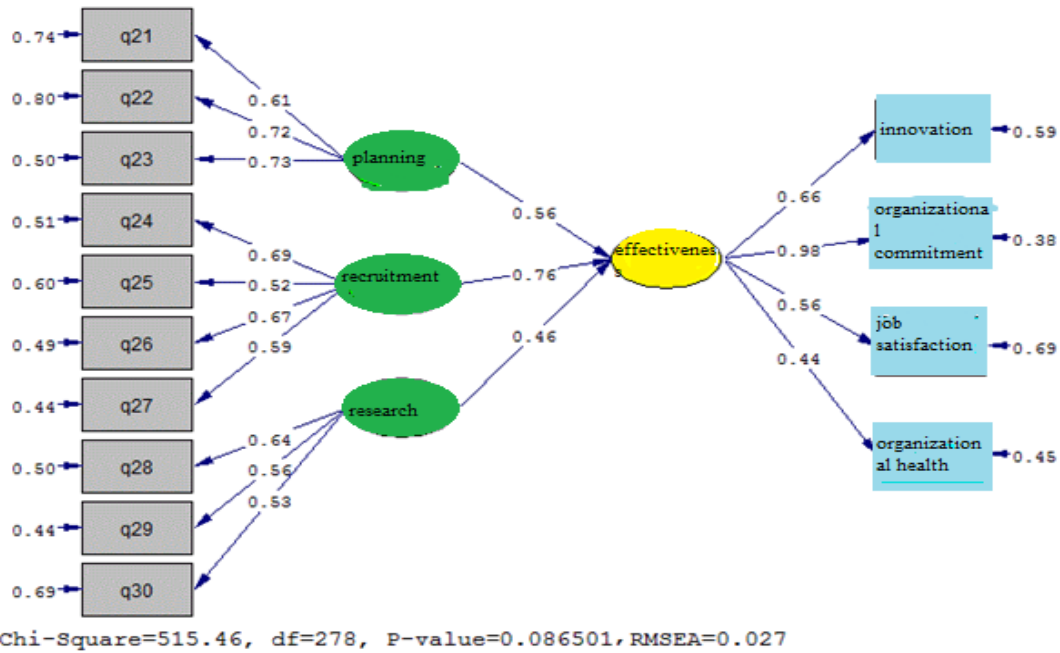 0.74
q21
0.80
q22
0.50
q23
0.51
q24
0.60
q25
0.49
q26
0.44
q27
0.50
q28
0.44
q29
0.69
q30
0.61
0.72
0.73
0.69
0.52
0.67
0.59
0.64
0.56
0.53
planning
recruitment
research
0.56
0.76
0.46
effectivenes
s
0.66
0.98
0.56
0.44
innovation
0.59
organizationa
l
commitment
0.38
job
satisfaction
0.69
organization
al health
0.45
Chi-Square=515.46, df=278, P-value=0.086501,RMSEA=0.027